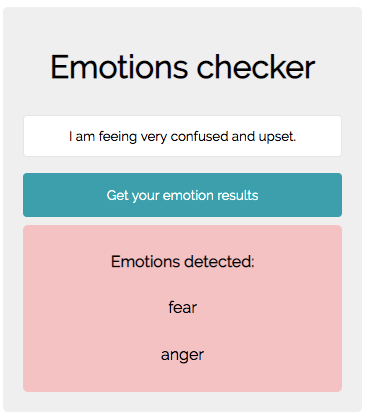 Emotions checker
I am feeing very confused and upset.
Get your emotion results
Emotions detected:
fear
anger